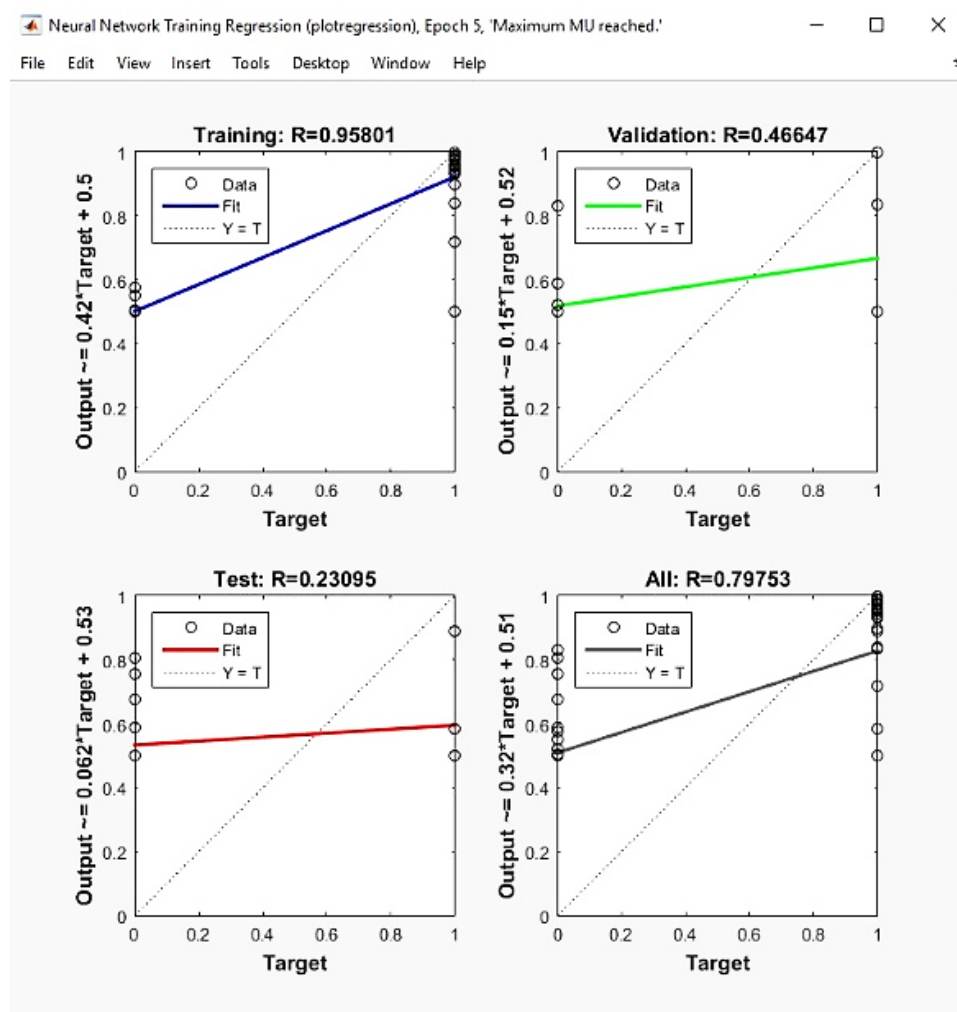 Neural Network Training Regression (plotregression), Epoch 5, 'Maximum MU reached.'
File Edit View Insert Tools Desktop Window Help
Training: R=0.95801
Output ~= 0.42*Target + 0.5
1
0.8
0.6
0.4
0.2
0
Data
Fit
Y = T
0 0.2 0.4 0.6 0.8 1
Target
Validation: R=0.46647
Output ~= 0.15*Target + 0.52
1
0.8
0.6
0.4
0.2
0
Data
Fit
Y = T
0 0.2 0.4 0.6 0.8 1
Target
Test: R=0.23095
Output ~= 0.062*Target + 0.53
1
0.8
0.6
0.4
0.2
0
Data
Fit
Y = T
0 0.2 0.4 0.6 0.8 1
Target
All: R=0.79753
Output ~= 0.32*Target + 0.51
1
0.8
0.6
0.4
0.2
0
Data
Fit
Y = T
0 0.2 0.4 0.6 0.8 1
Target